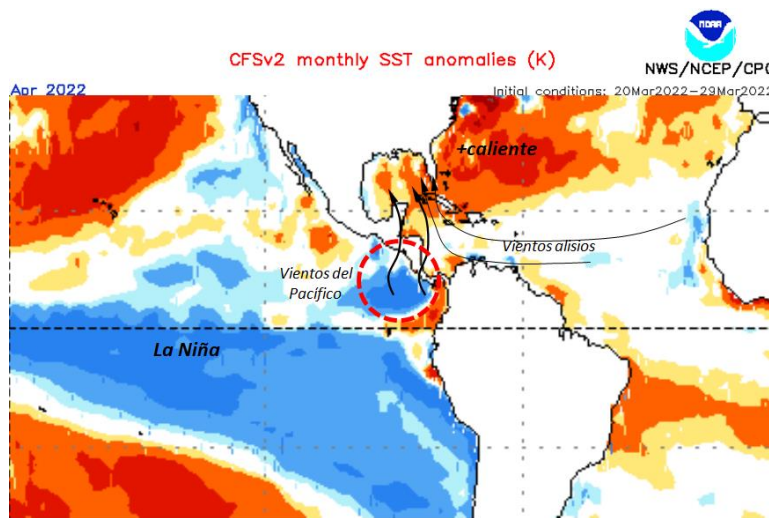 NOAA
CFSv2 monthly SST anomalies (K)
NWS/NCEP/CPC
Apr 2022
Initial conditions: 20Mar2022-29Mar2022
+caliente
Vientos alisios
Vientos del
Pacífico
La Niña